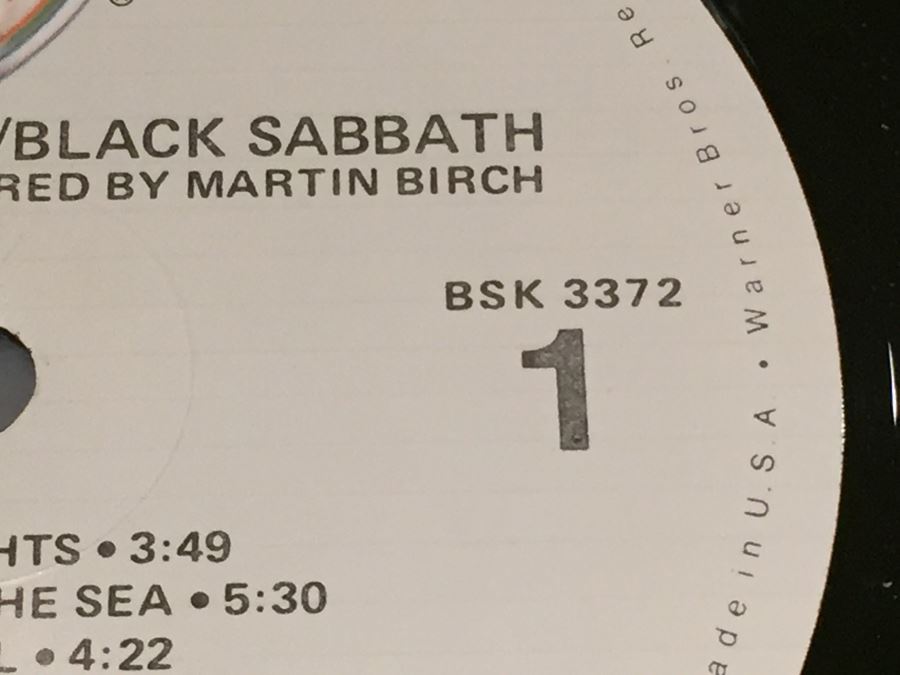 /BLACK SABBATH
RED BY MARTIN BIRCH
BSK 3372
1
HTS • 3:49
HE SEA • 5:30
L • 4:22
ade in U.S.A. • Warner Bros. Re